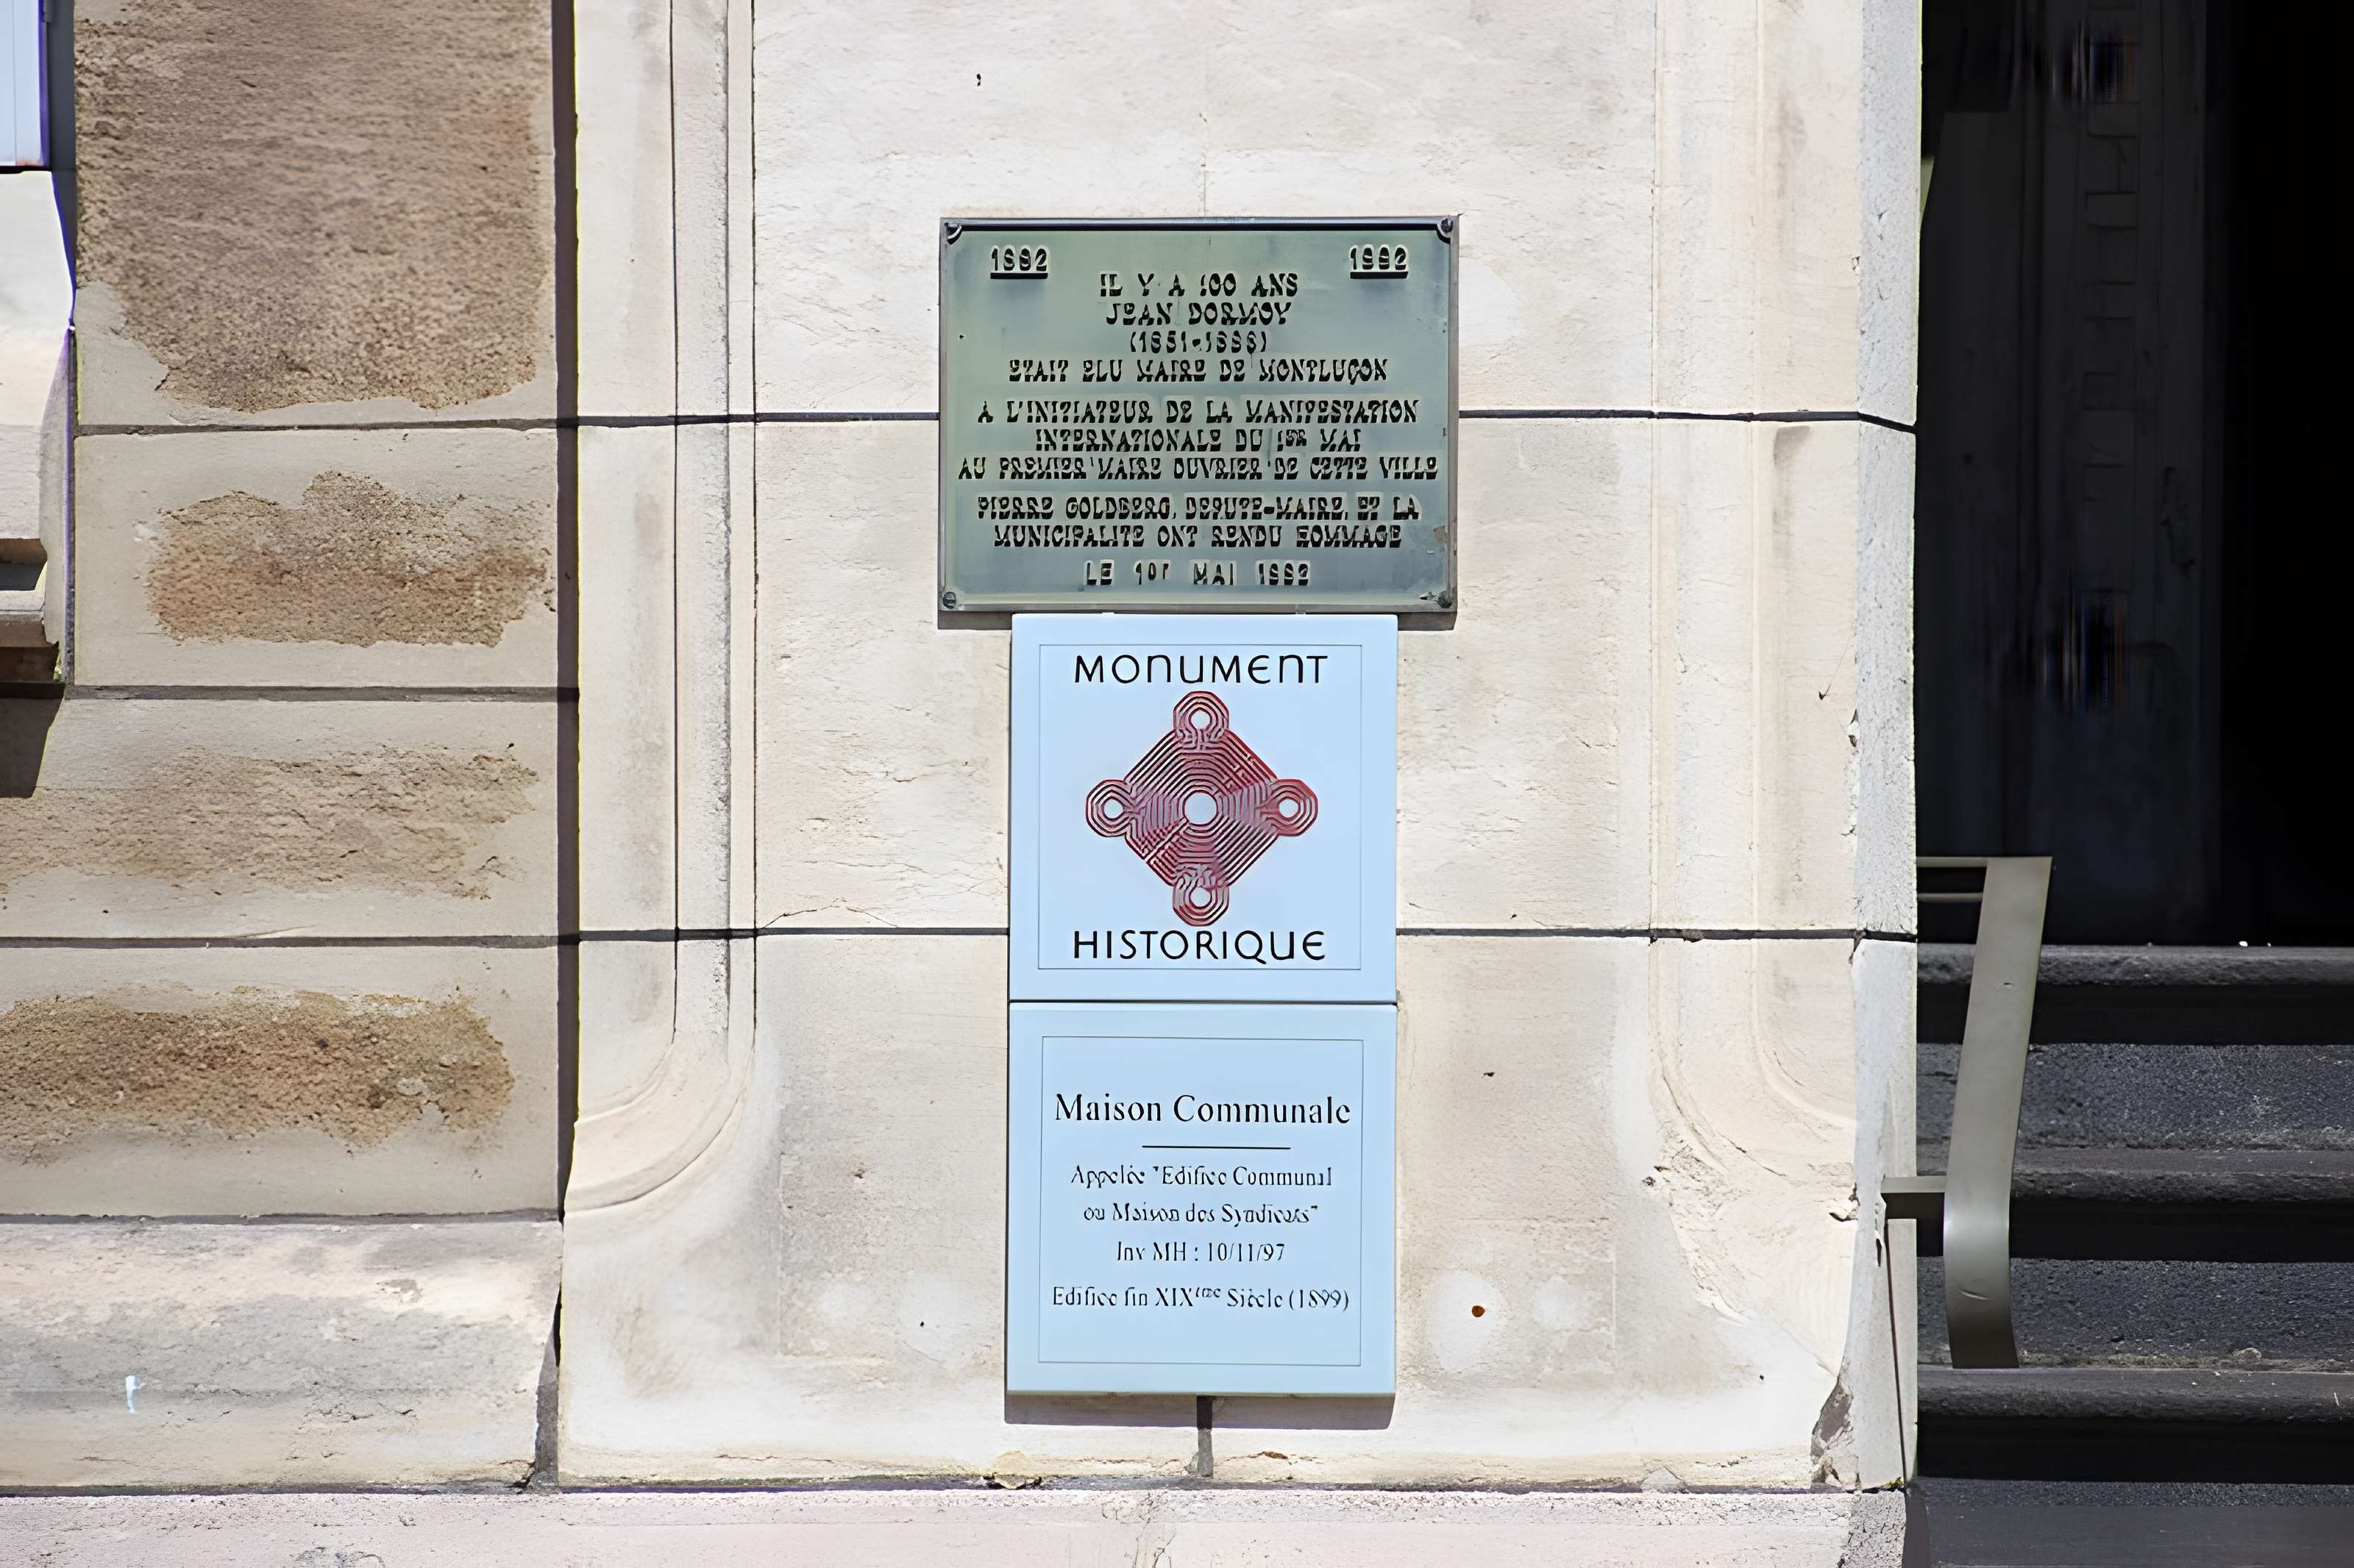 1892 1992
IL Y A 100 ANS
JEAN DORMOY
(1851-1898)
ETAIT ELU MAIRE DE MONTLUÇON
A L'INITIATEUR DE LA MANIFESTATION
INTERNATIONALE DU 1ER MAI
AU PREMIER MAIRE OUVRIER DE CETTE VILLE
PIERRE GOLDBERG, DEPUTE-MAIRE, ET LA
MUNICIPALITE ONT RENDU HOMMAGE
LE 1er MAI 1992
MONUMENT
HISTORIQUE
Maison Communale
Appelée "Edifice Communal
ou Maison des Syndicats"
Inv MH : 10/11/97
Edifice fin XIXème Siècle (1899)